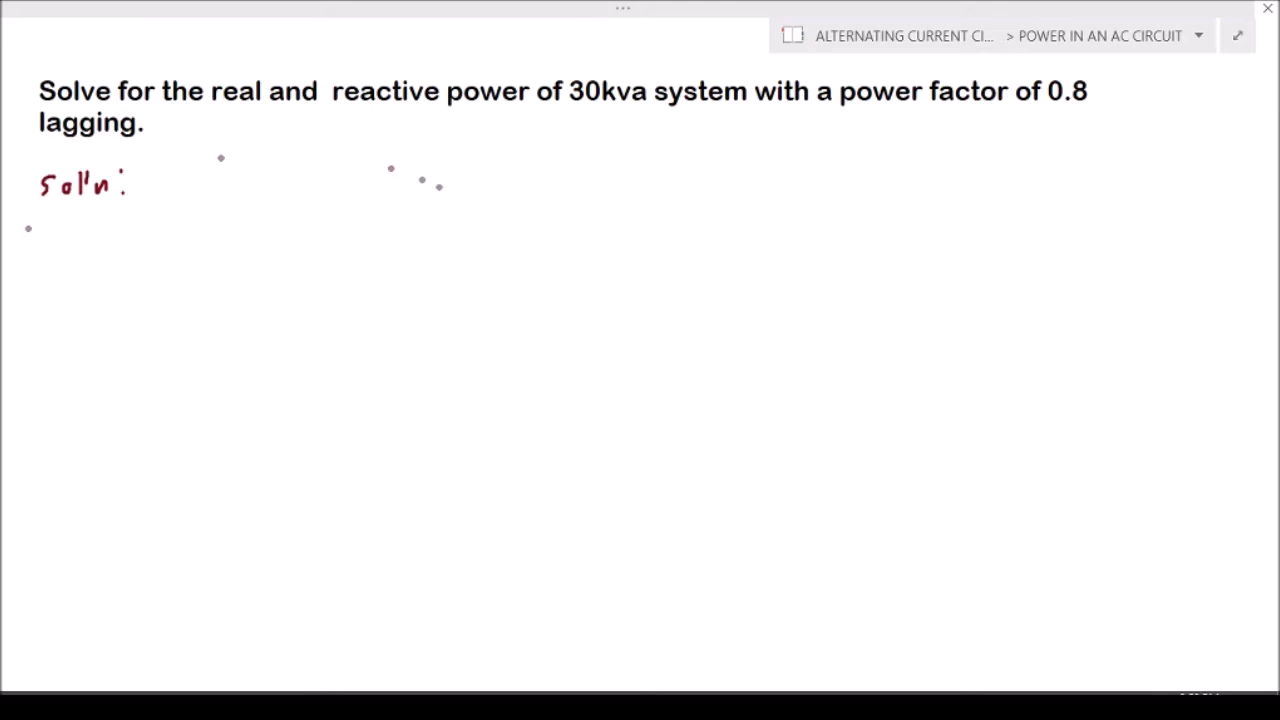 ALTERNATING CURRENT CI... > POWER IN AN AC CIRCUIT
Solve for the real and reactive power of 30kva system with a power factor of 0.8
lagging.
Sol'n: